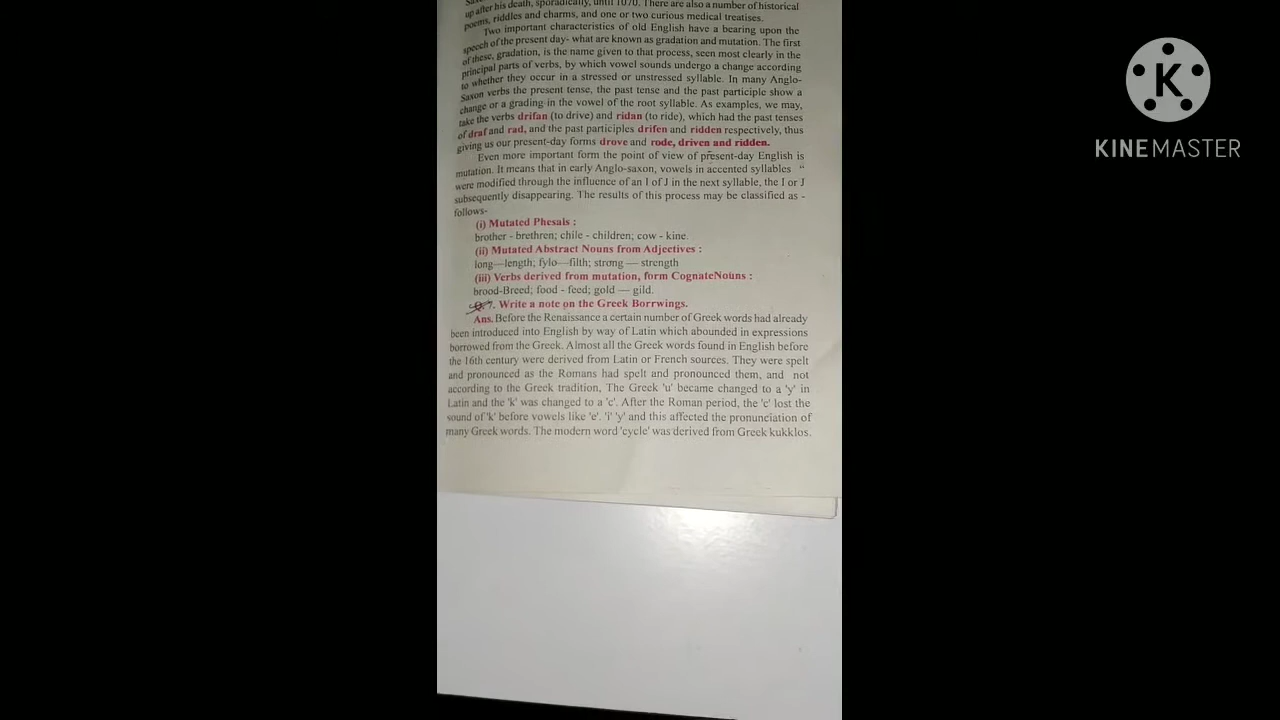 up after his death, sporadically, until 1070. There are also a number of historical
poems, riddles and charms, and one or two curious medical treatises.
Two important characteristics of old English have a bearing upon the
speech of the present day- what are known as gradation and mutation. The first
of these, gradation, is the name given to that process, seen most clearly in the
principal parts of verbs, by which vowel sounds undergo a change according
to whether they occur in a stressed or unstressed syllable. In many Anglo-
Saxon verbs the present tense, the past tense and the past participle show a
change or a grading in the vowel of the root syllable. As examples, we may,
take the verbs drifan (to drive) and ridan (to ride), which had the past tenses
of draf and rad, and the past participles drifen and ridden respectively, thus
giving us our present-day forms drove and rode, driven and ridden.
Even more important form the point of view of present-day English is
mutation. It means that in early Anglo-saxon, vowels in accented syllables "
were modified through the influence of an I of J in the next syllable, the I or J
subsequently disappearing. The results of this process may be classified as -
follows-
(i) Mutated Phesals :
brother - brethren; chile - children; cow - kine.
(ii) Mutated Abstract Nouns from Adjectives :
long—length; fylo—filth; strong — strength
(iii) Verbs derived from mutation, form CognateNouns :
brood-Breed; food - feed; gold — gild.
Q.7. Write a note on the Greek Borrwings.
Ans. Before the Renaissance a certain number of Greek words had already
been introduced into English by way of Latin which abounded in expressions
borrowed from the Greek. Almost all the Greek words found in English before
the 16th century were derived from Latin or French sources. They were spelt
and pronounced as the Romans had spelt and pronounced them, and not
according to the Greek tradition, The Greek 'u' became changed to a 'y' in
Latin and the 'k' was changed to a 'c'. After the Roman period, the 'c' lost the
sound of 'k' before vowels like 'e'. 'i' 'y' and this affected the pronunciation of
many Greek words. The modern word 'cycle' was derived from Greek kukklos.
K
KINEMASTER